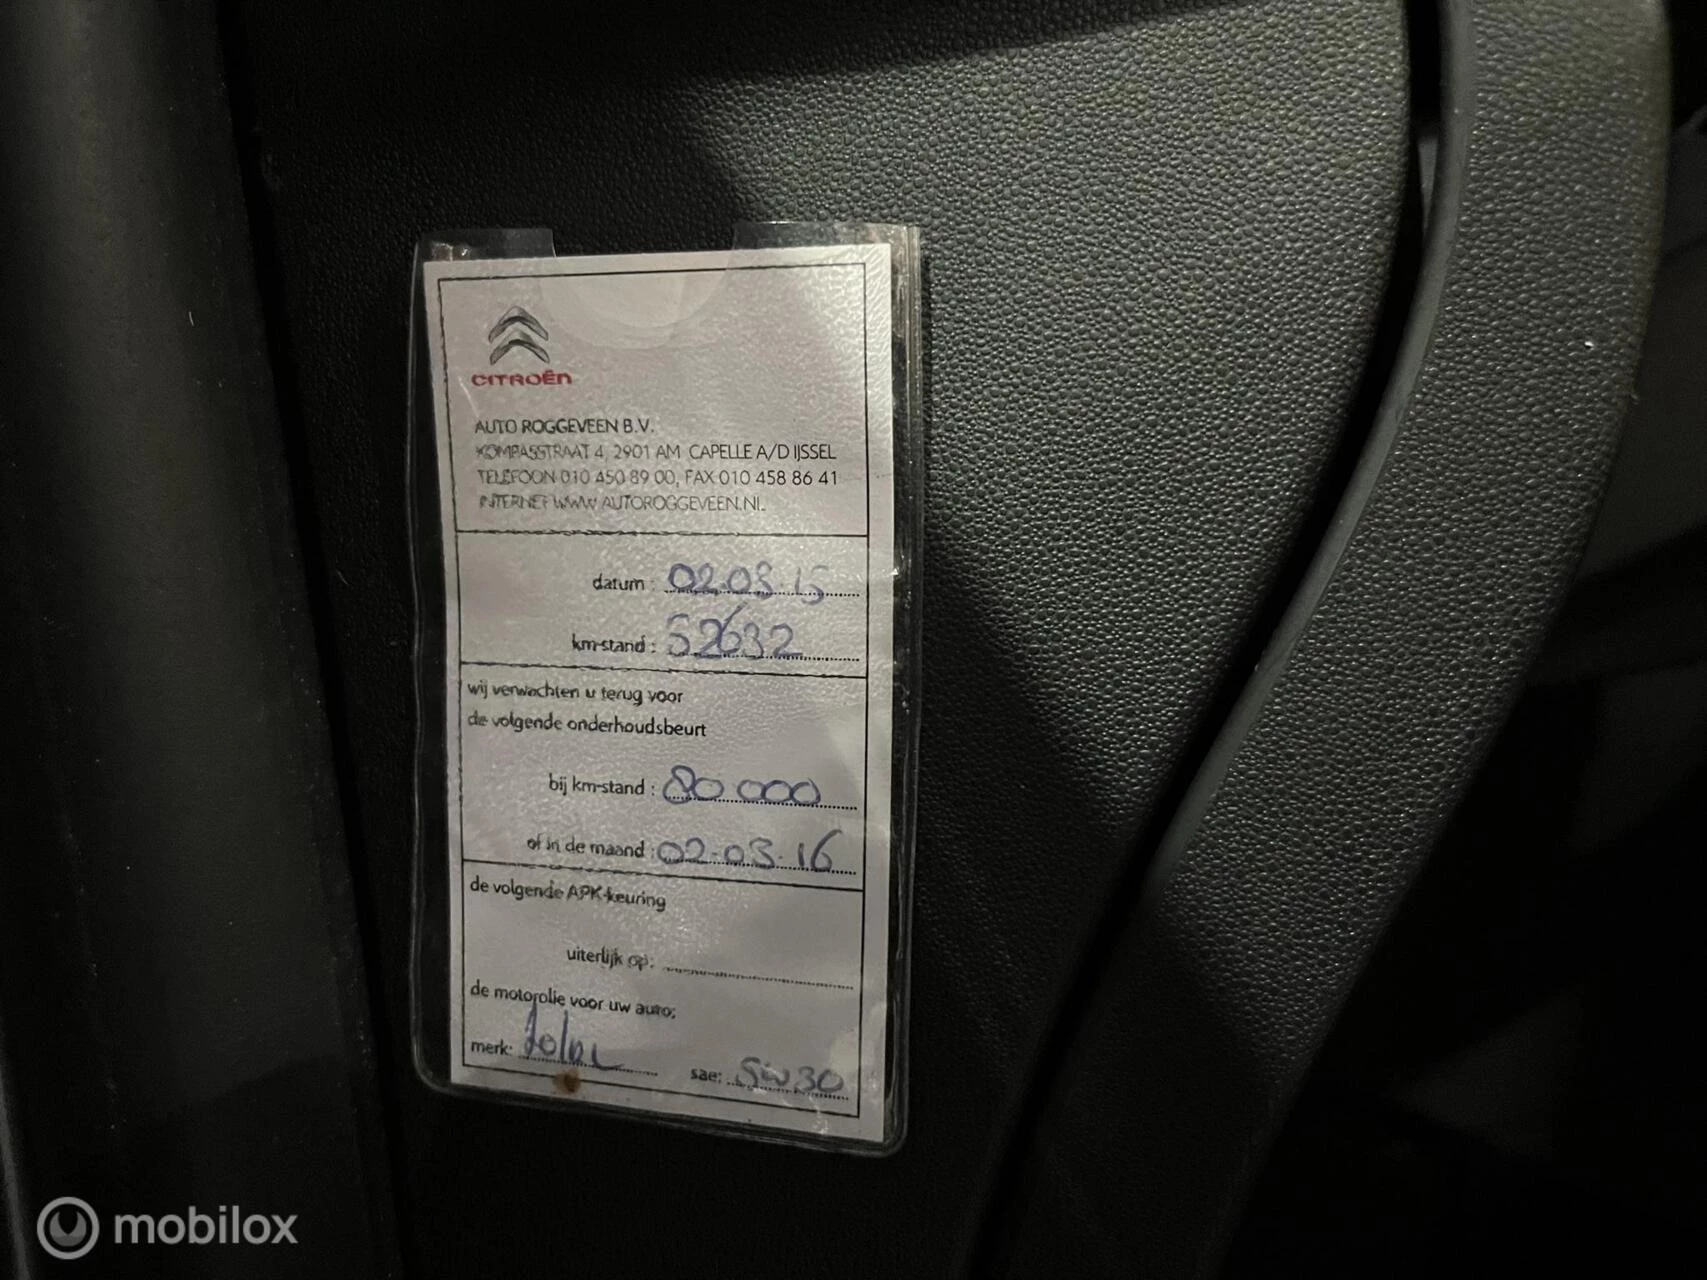 CITROËN
AUTO ROGGEVEEN B.V.
KOMPASSTRAAT 4, 2901 AM CAPELLE A/D IJSSEL
TELEFOON 010 450 89 00, FAX 010 458 86 41
INTERNET WWW.AUTOROGGEVEEN.NL
datum : 02.03.15
km-stand : 52632
wij verwachten u terug voor
de volgende onderhoudsbeurt
bij km-stand : 80.000
of in de maand : 02.03.16
de volgende APK-keuring
uiterlijk op:
de motorolie voor uw auto:
merk: Total sae: 5W30
mobilox